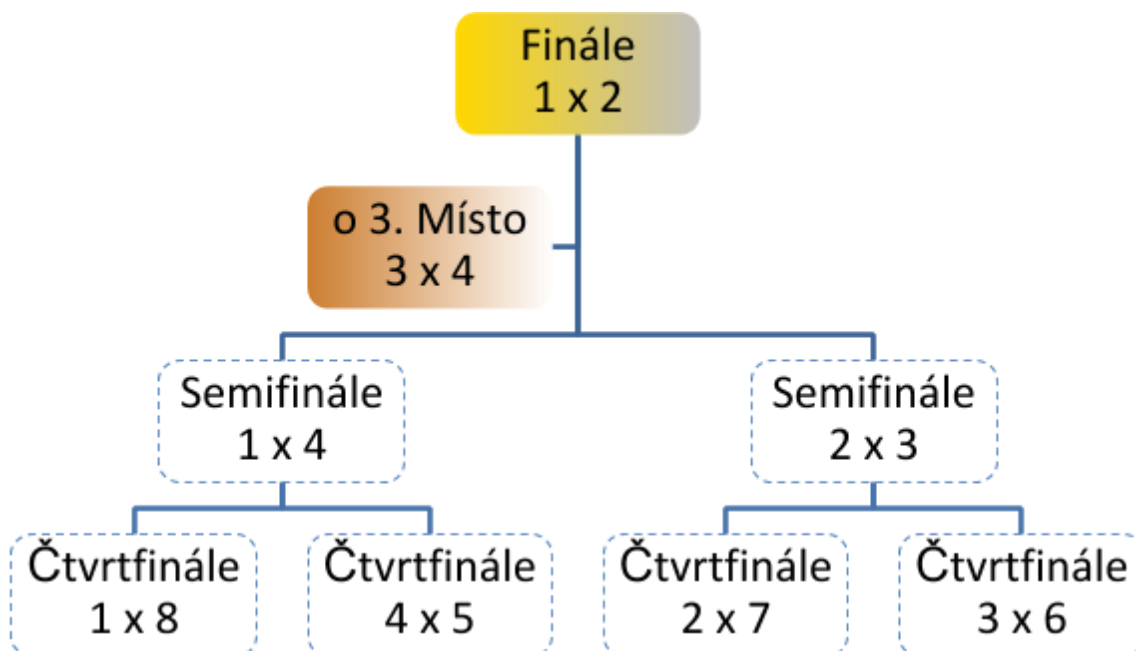 Finále
1 x 2
o 3. Místo
3 x 4
Semifinále
1 x 4
Semifinále
2 x 3
Čtvrtfinále
1 x 8
Čtvrtfinále
4 x 5
Čtvrtfinále
2 x 7
Čtvrtfinále
3 x 6